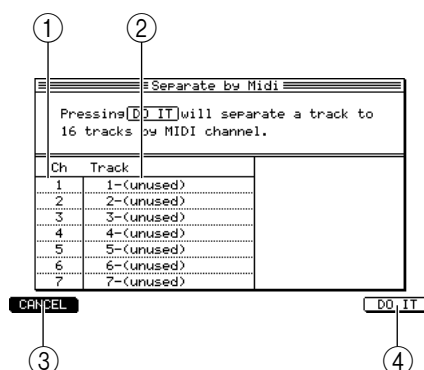 ① ②
Separate by Midi
Pressing DO IT will separate a track to
16 tracks by MIDI channel.
Ch Track
1 1-(unused)
2 2-(unused)
3 3-(unused)
4 4-(unused)
5 5-(unused)
6 6-(unused)
7 7-(unused)
CANCEL DO IT
③ ④